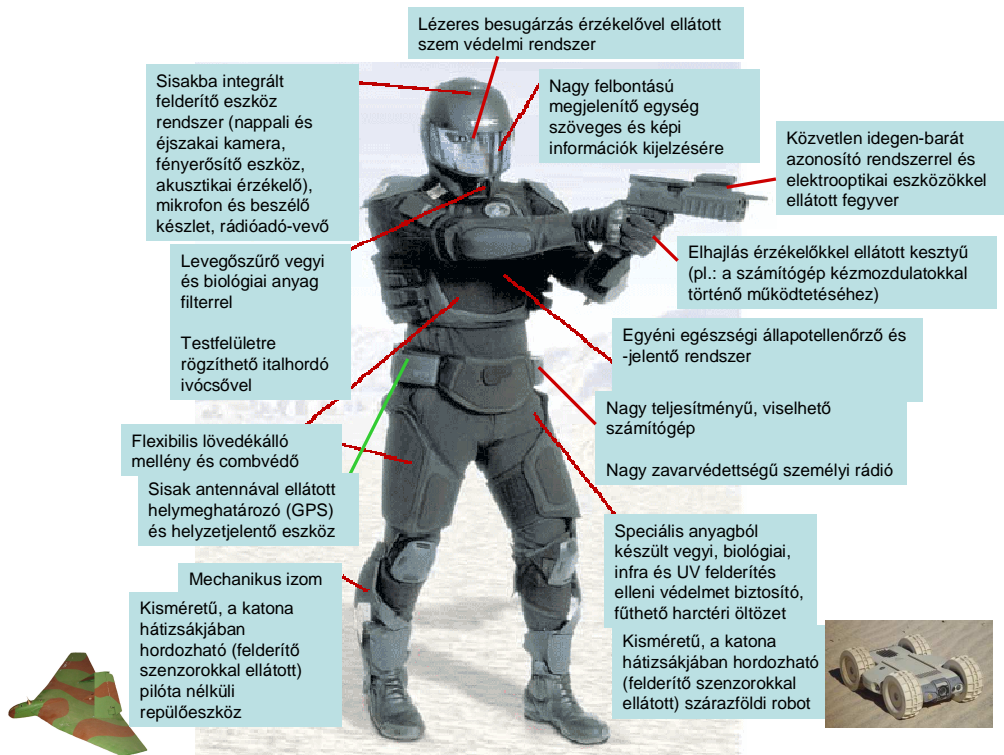 Lézeres besugárzás érzékelővel ellátott
szem védelmi rendszer
Sisakba integrált
felderítő eszköz
rendszer (nappali és
éjszakai kamera,
fényerősítő eszköz,
akusztikai érzékelő),
mikrofon és beszélő
készlet, rádióadó-vevő
Nagy felbontású
megjelenítő egység
szöveges és képi
információk kijelzésére
Közvetlen idegen-barát
azonosító rendszerrel és
elektrooptikai eszközökkel
ellátott fegyver
Levegőszűrő vegyi
és biológiai anyag
filterrel
Testfelületre
rögzíthető italhordó
ivócsővel
Elhajlás érzékelőkkel ellátott kesztyű
(pl.: a számítógép kézmozdulatokkal
történő működtetéséhez)
Egyéni egészségi állapotellenőrző és
-jelentő rendszer
Nagy teljesítményű, viselhető
számítógép
Nagy zavarvédettségű személyi rádió
Flexibilis lövedékálló
mellény és combvédő
Sisak antennával ellátott
helymeghatározó (GPS)
és helyzetjelentő eszköz
Speciális anyagból
készült vegyi, biológiai,
infra és UV felderítés
elleni védelmet biztosító,
fűthető harctéri öltözet
Mechanikus izom
Kisméretű, a katona
hátizsákjában
hordozható (felderítő
szenzorokkal ellátott)
pilóta nélküli
repülőeszköz
Kisméretű, a katona
hátizsákjában hordozható
(felderítő szenzorokkal
ellátott) szárazföldi robot